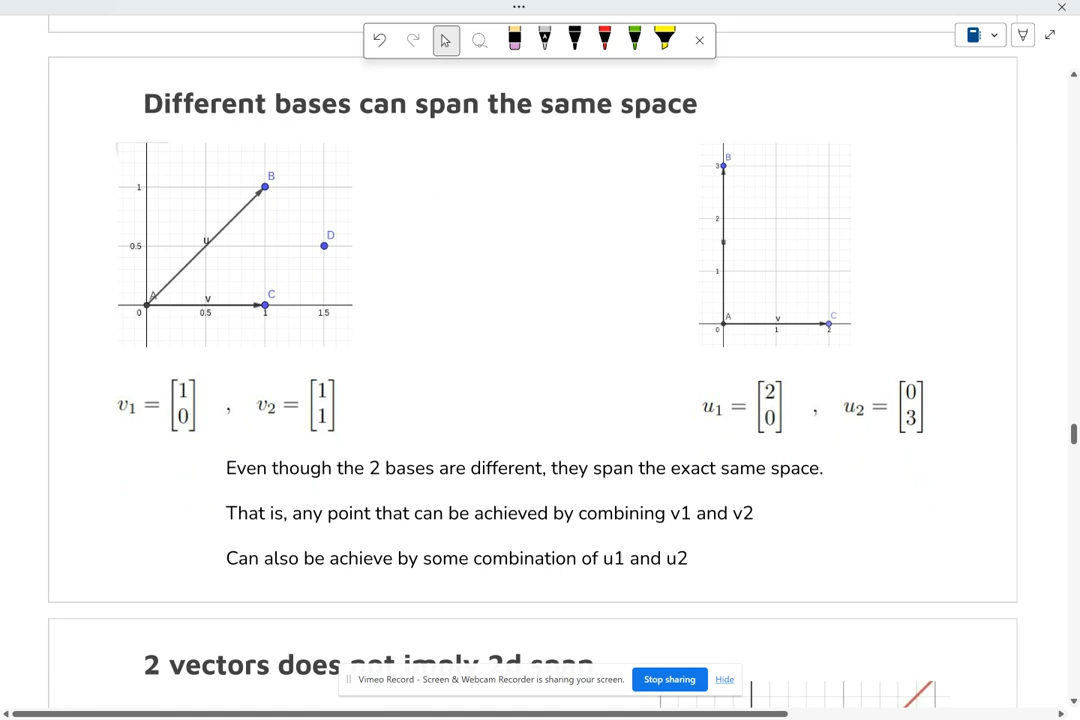 Different bases can span the same space
B
1
D
0.5
u
A
v
C
0
0.5
1
1.5
B
3
2
u
1
A
v
C
0
1
2
v₁ = [1 0] , v₂ = [1 1]
u₁ = [2 0] , u₂ = [0 3]
Even though the 2 bases are different, they span the exact same space.
That is, any point that can be achieved by combining v1 and v2
Can also be achieve by some combination of u1 and u2
2 vectors does not imply 2d span
Vimeo Record - Screen & Webcam Recorder is sharing your screen.
Stop sharing
Hide